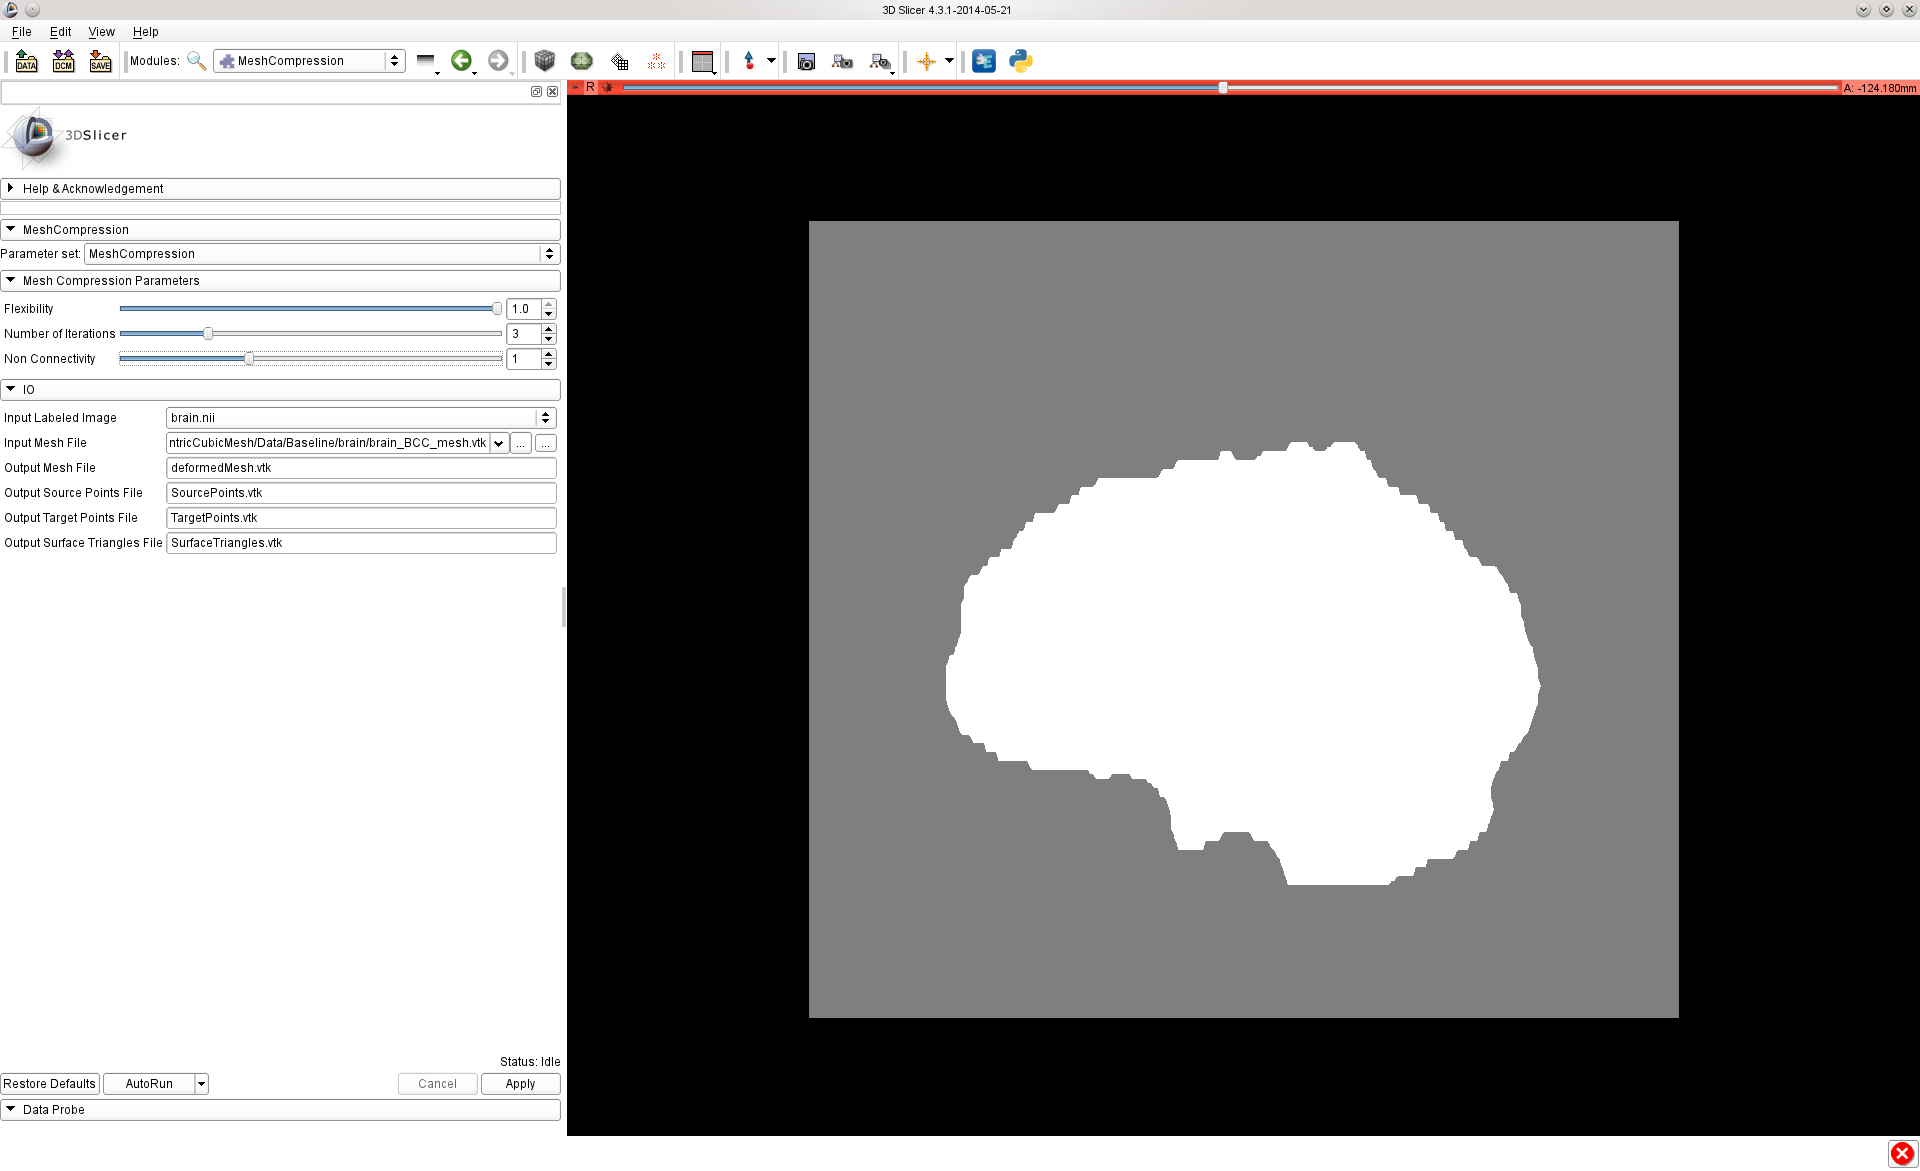 3D Slicer 4.3.1-2014-05-21
File Edit View Help
DATA DCM SAVE Modules: MeshCompression
R A: -124.180mm
3DSlicer
Help & Acknowledgement
MeshCompression
Parameter set: MeshCompression
Mesh Compression Parameters
Flexibility 1.0
Number of Iterations 3
Non Connectivity 1
IO
Input Labeled Image brain.nii
Input Mesh File ntricCubicMesh/Data/Baseline/brain/brain_BCC_mesh.vtk ... ...
Output Mesh File deformedMesh.vtk
Output Source Points File SourcePoints.vtk
Output Target Points File TargetPoints.vtk
Output Surface Triangles File SurfaceTriangles.vtk
Status: Idle
Restore Defaults AutoRun Cancel Apply
Data Probe